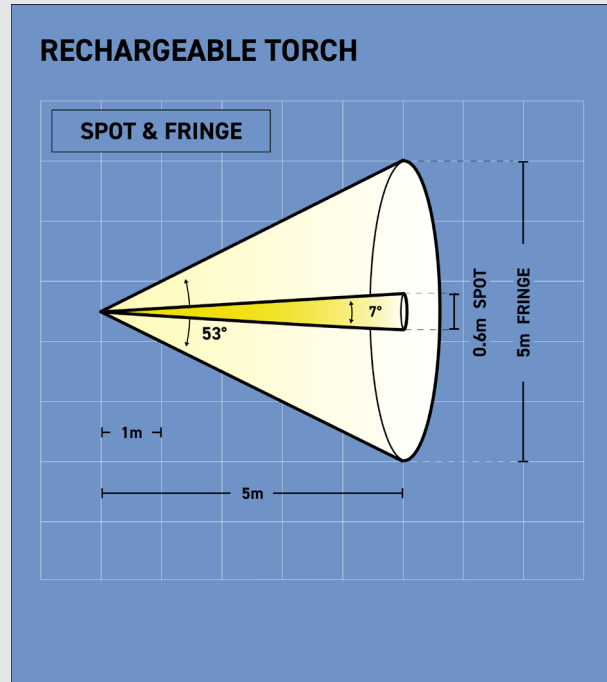 RECHARGEABLE TORCH
SPOT & FRINGE
53°
7°
0.6m SPOT
5m FRINGE
1m
5m